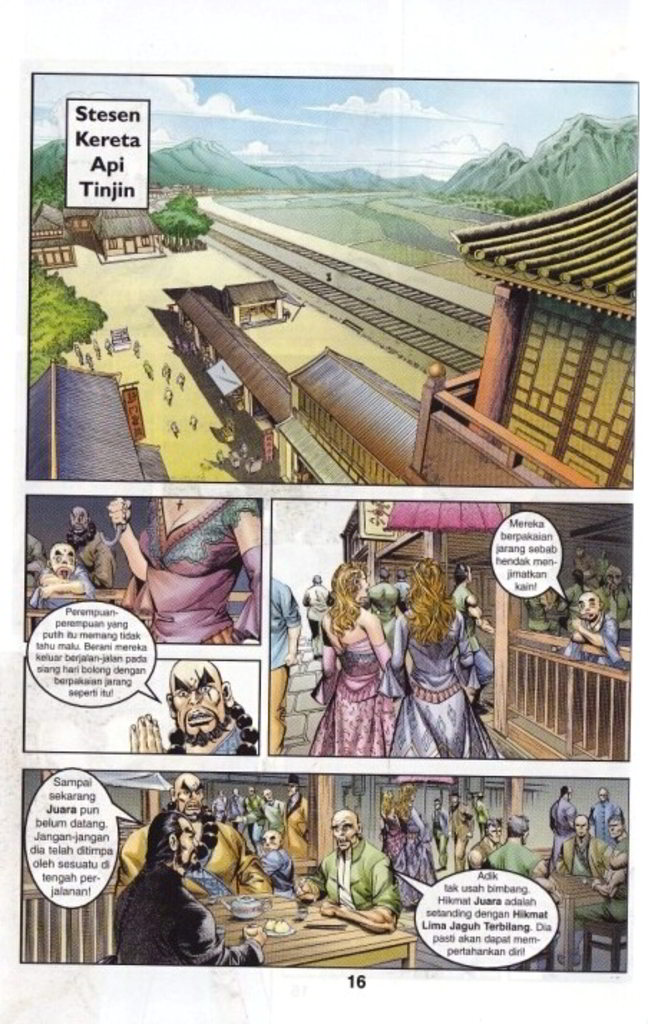 Stesen
Kereta
Api
Tinjin
Perempuan-
perempuan yang
putih itu memang tidak
tahu malu. Berani mereka
keluar berjalan-jalan pada
siang hari bolong dengan
berpakaian jarang
seperti itu!
Mereka
berpakaian
jarang sebab
hendak men-
jimatkan
kain!
Sampai
sekarang
Juara pun
belum datang.
Jangan-jangan
dia telah ditimpa
oleh sesuatu di
tengah per-
jalanan!
Adik
tak usah bimbang.
Hikmat Juara adalah
setanding dengan Hikmat
Lima Jaguh Terbilang. Dia
pasti akan dapat mem-
pertahankan diri!
16